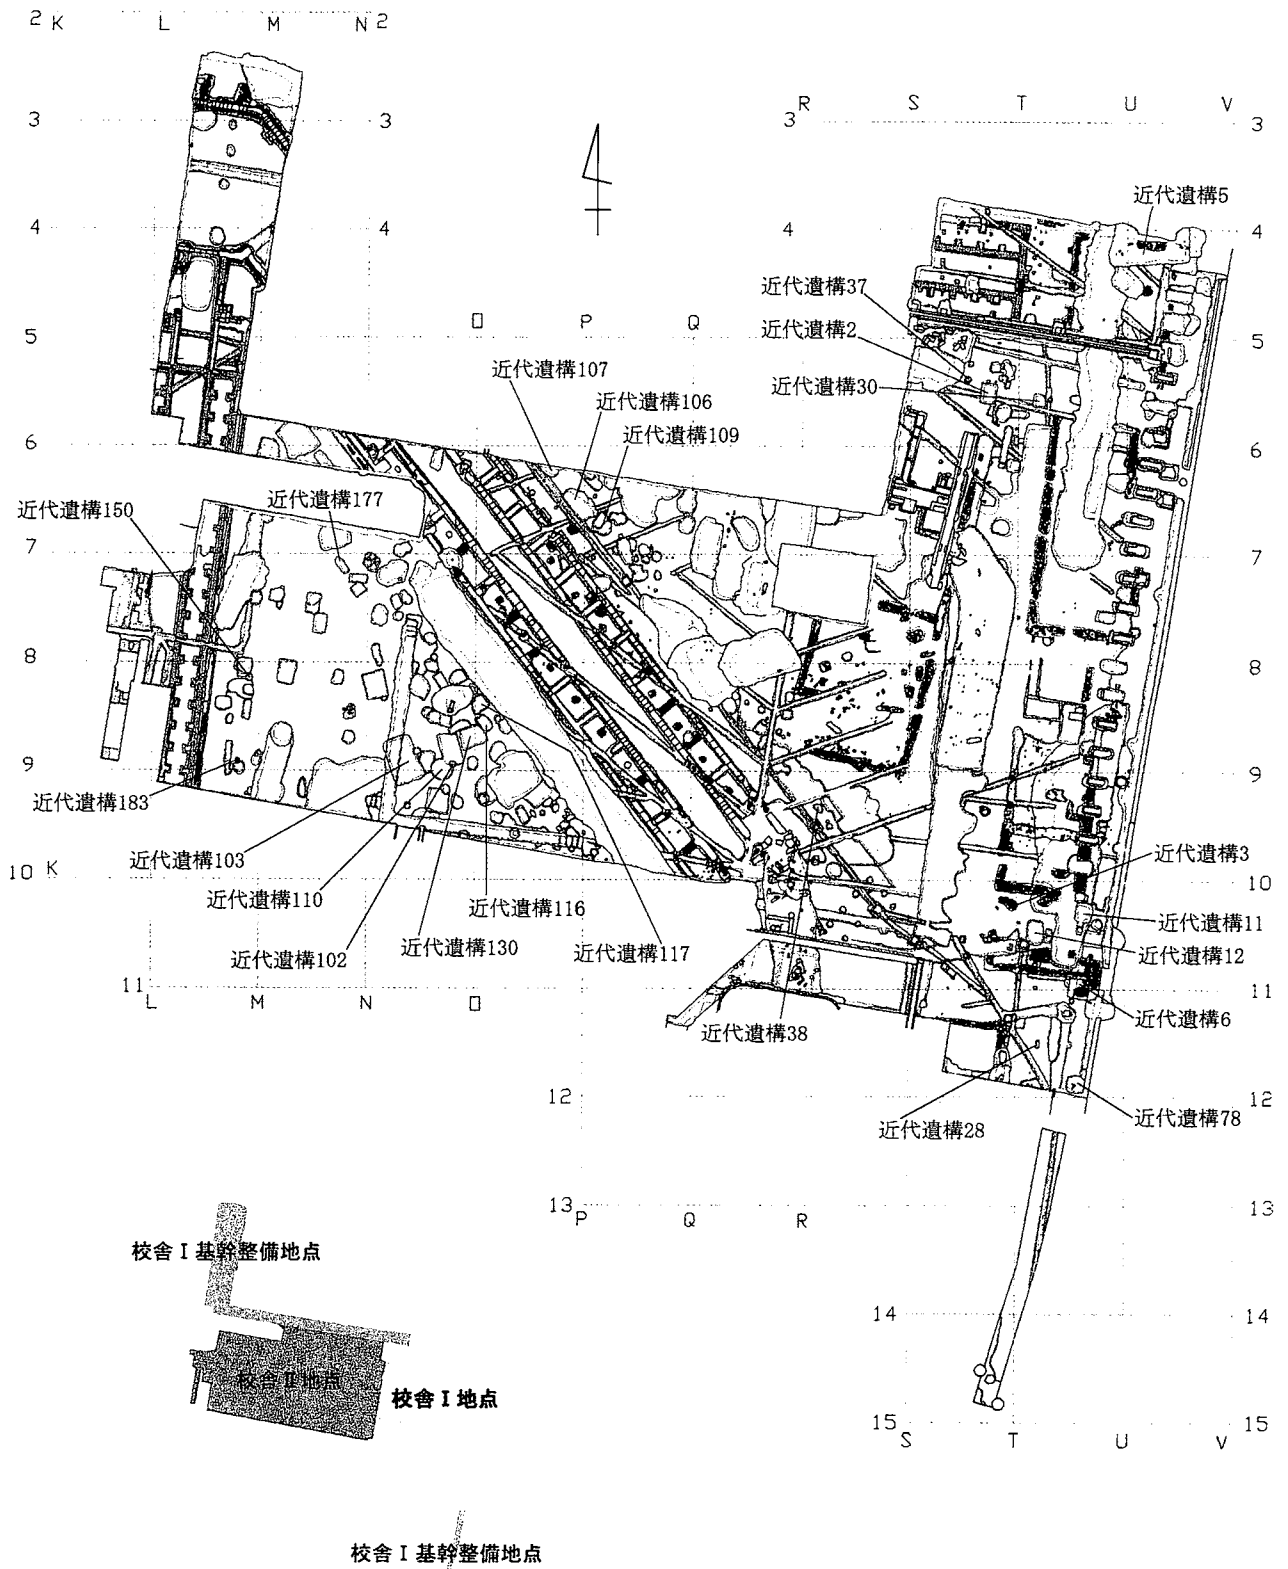 2 K L M N 2
R S T U V
3 3 3 3
近代遺構5
4 4 4 4
近代遺構37
O P Q
近代遺構2
5 5
近代遺構107
近代遺構30
近代遺構106
近代遺構109
6 6
近代遺構177
近代遺構150
7 7
8 8
9 9
近代遺構183
近代遺構103
近代遺構3
10 K 10
近代遺構110
近代遺構116
近代遺構11
近代遺構102
近代遺構130
近代遺構117
近代遺構12
11 11
L M N O
近代遺構6
近代遺構38
12 12
近代遺構28
近代遺構78
13 13
P Q R
校舎Ⅰ基幹整備地点
14 14
校舎Ⅱ地点
校舎Ⅰ地点
15 15
S T U V
校舎Ⅰ基幹整備地点